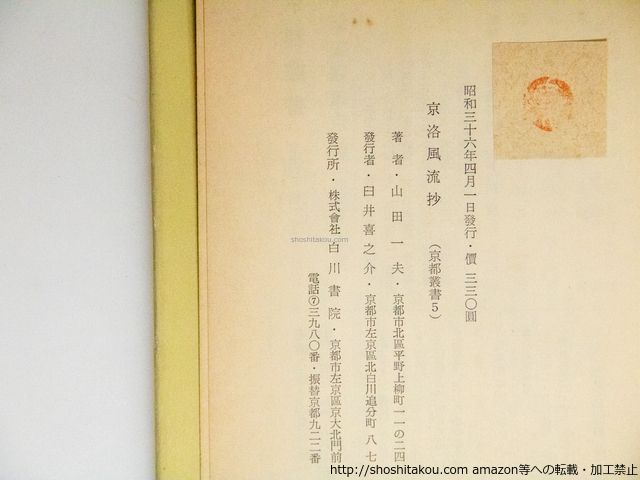 昭和三十六年四月一日發行・價 三三〇圓
京洛風流抄 （京都叢書5）
著者・山田一夫・京都市北區平野上柳町一一の二四
發行者・臼井喜之介・京都市左京區北白川追分町八七
發行所・株式會社白川書院・京都市左京區京大北門前
電話⑦三九八〇番・振替京都九二二番
shoshitakou.com
http://shoshitakou.com amazon等への転載・加工禁止